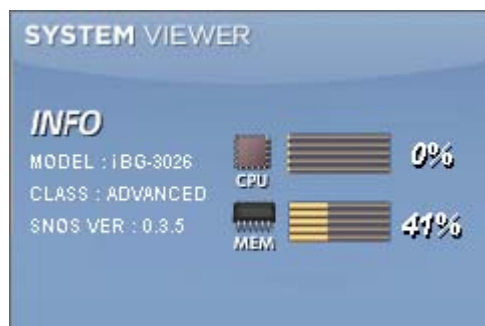 SYSTEM VIEWER
INFO
MODEL : iBG-3026
CLASS : ADVANCED
SNOS VER : 0.3.5
CPU 0%
MEM 41%